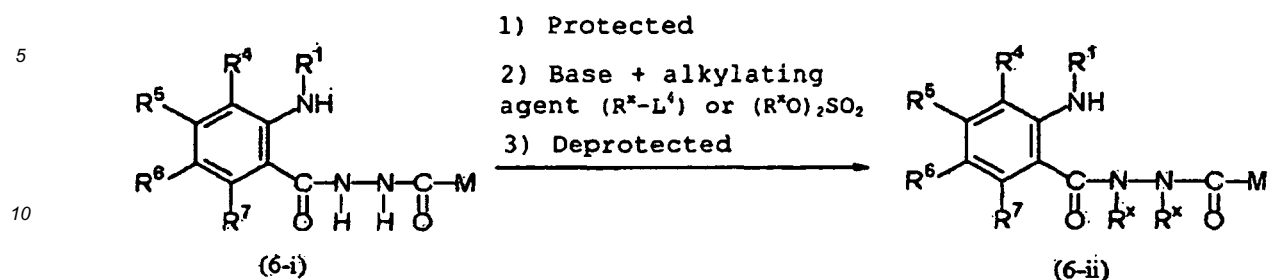 1) Protected
2) Base + alkylating
agent (Rˣ-L⁴) or (RˣO)₂SO₂
3) Deprotected
5
10
R⁴ R¹
R⁵ NH
R⁶ C-N-N-C-M
R⁷ O H H O
(6-i)
R⁴ R¹
R⁵ NH
R⁶ C-N-N-C-M
R⁷ O Rˣ Rˣ O
(6-ii)